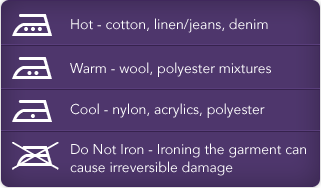 Hot - cotton, linen/jeans, denim
Warm - wool, polyester mixtures
Cool - nylon, acrylics, polyester
Do Not Iron - Ironing the garment can
cause irreversible damage